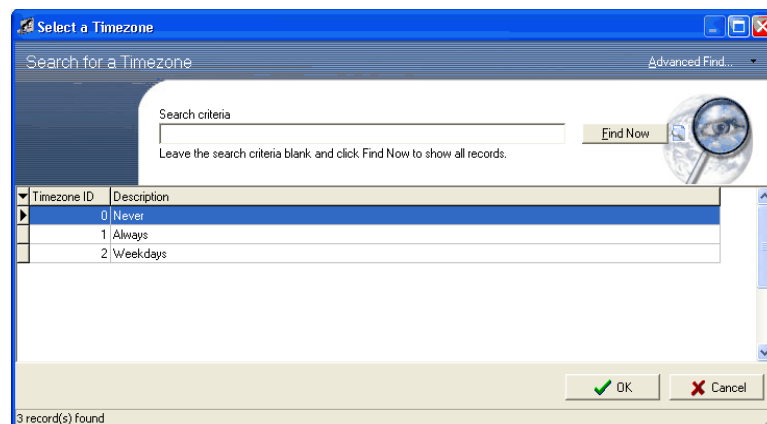 Select a Timezone
Search for a Timezone
Advanced Find...
Search criteria
Find Now
Leave the search criteria blank and click Find Now to show all records.
Timezone ID Description
0 Never
1 Always
2 Weekdays
OK Cancel
3 record(s) found